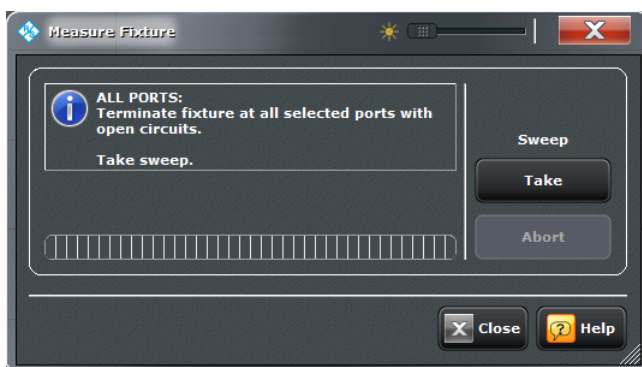 Measure Fixture
ALL PORTS:
Terminate fixture at all selected ports with
open circuits.
Take sweep.
Sweep
Take
Abort
Close
Help